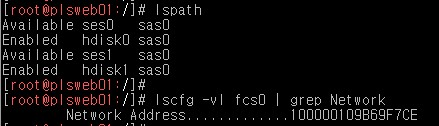 [root@plsweb01:/]# lspath
Available ses0   sas0
Enabled   hdisk0 sas0
Available ses1   sas0
Enabled   hdisk1 sas0
[root@plsweb01:/]#
[root@plsweb01:/]# lscfg -vl fcs0 | grep Network
        Network Address.............100000109B69F7CE